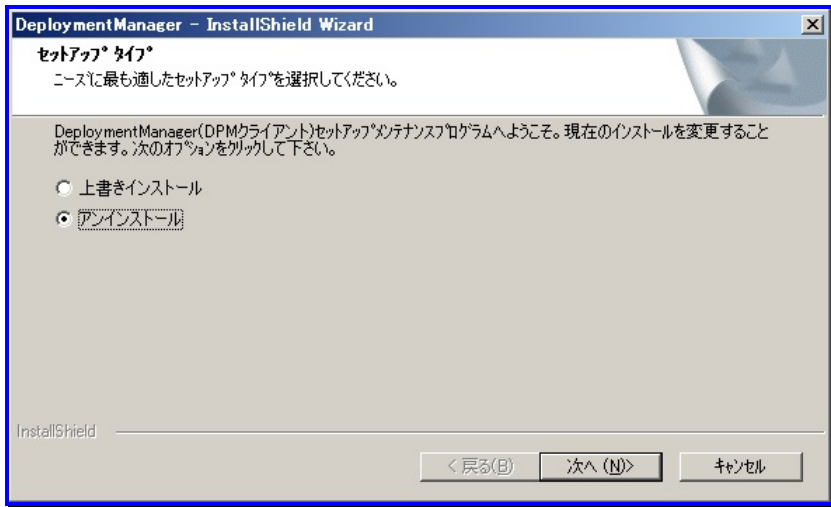 DeploymentManager - InstallShield Wizard
セットアップ タイプ
ニーズに最も適したセットアップ タイプを選択してください。
DeploymentManager(DPMクライアント)セットアップメンテナンスプログラムへようこそ。現在のインストールを変更すること
ができます。次のオプションをクリックして下さい。
上書きインストール
アンインストール
InstallShield
< 戻る(B) 次へ (N)> キャンセル